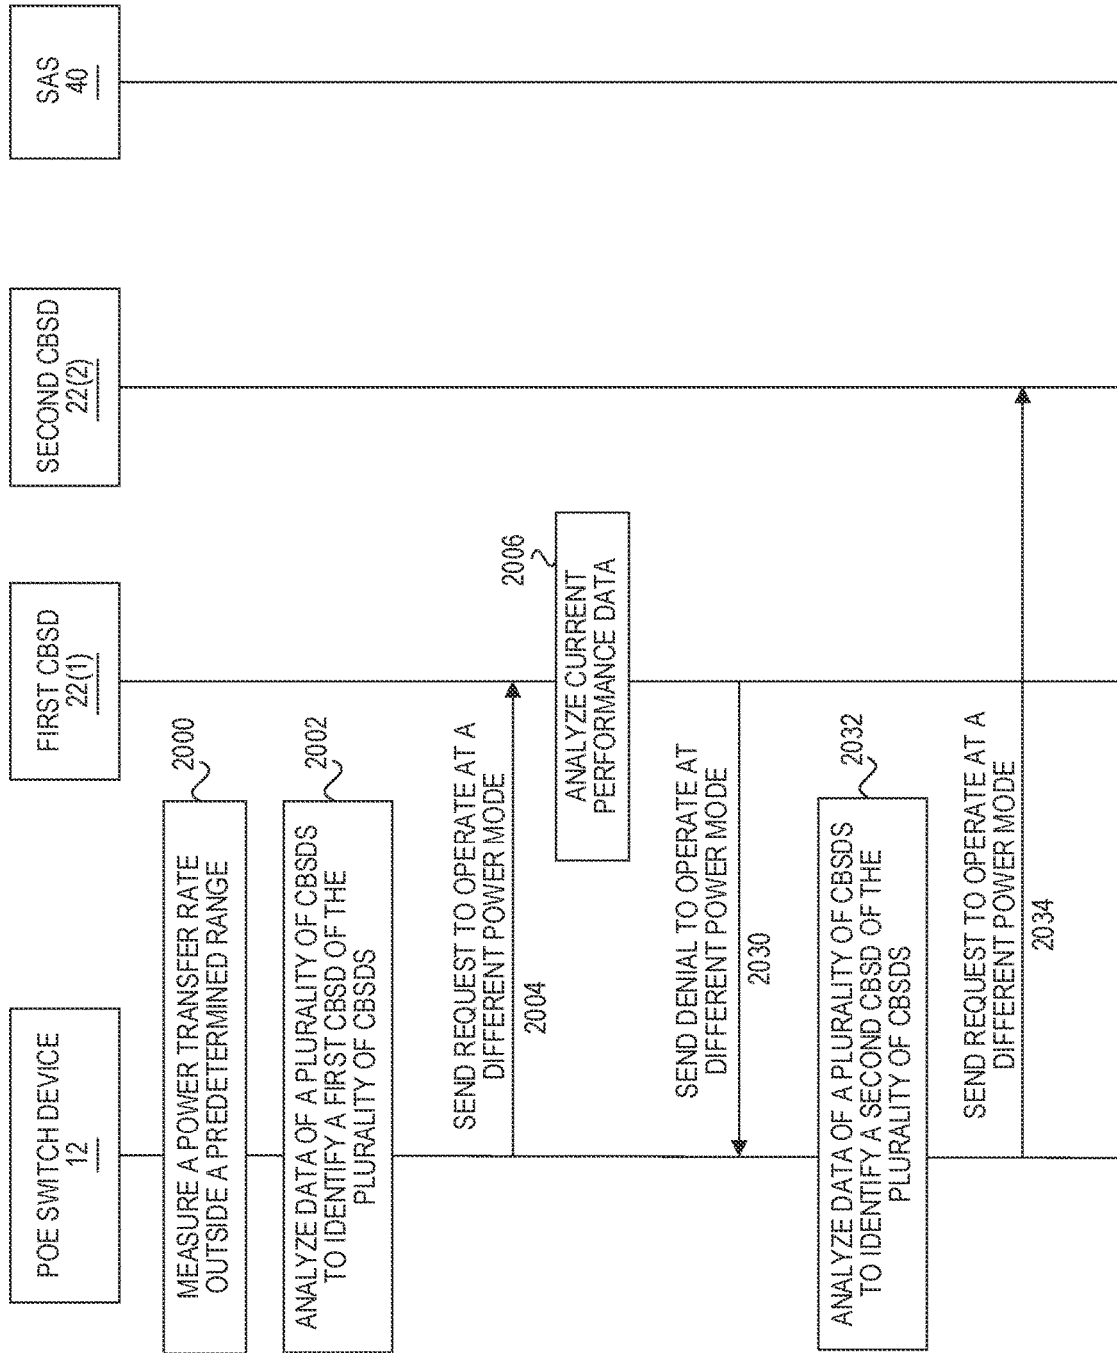 POE SWITCH DEVICE
12
FIRST CBSD
22(1)
SECOND CBSD
22(2)
SAS
40
MEASURE A POWER TRANSFER RATE
OUTSIDE A PREDETERMINED RANGE
2000
ANALYZE DATA OF A PLURALITY OF CBSDS
TO IDENTIFY A FIRST CBSD OF THE
PLURALITY OF CBSDS
2002
SEND REQUEST TO OPERATE AT A
DIFFERENT POWER MODE
2004
2006
ANALYZE CURRENT
PERFORMANCE DATA
SEND DENIAL TO OPERATE AT
DIFFERENT POWER MODE
2030
ANALYZE DATA OF A PLURALITY OF CBSDS
TO IDENTIFY A SECOND CBSD OF THE
PLURALITY OF CBSDS
2032
SEND REQUEST TO OPERATE AT A
DIFFERENT POWER MODE
2034